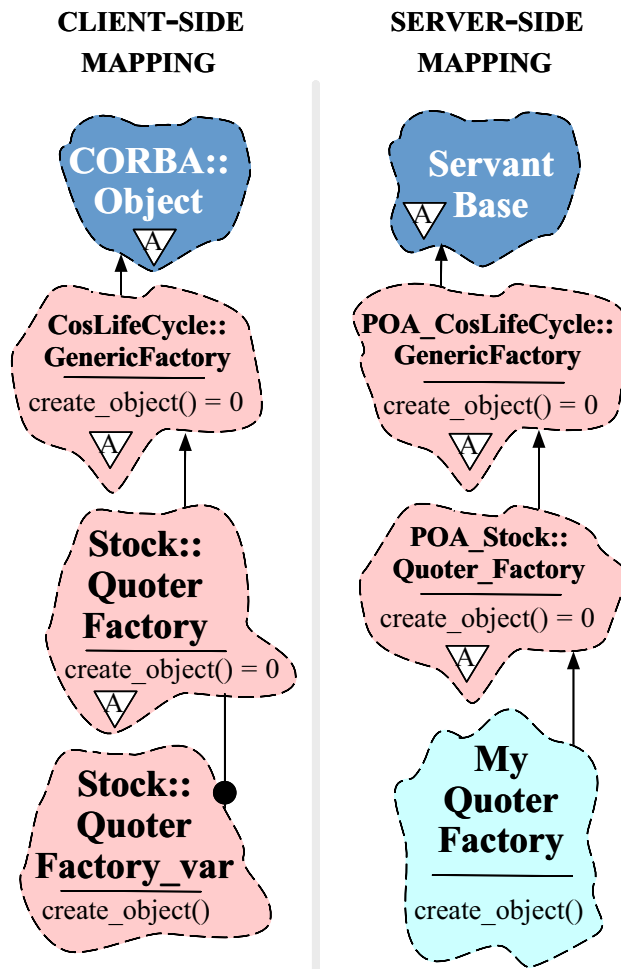 CLIENT-SIDE
MAPPING
CORBA::
Object
A
CosLifeCycle::
GenericFactory
create_object() = 0
A
Stock::
Quoter
Factory
create_object() = 0
A
Stock::
Quoter
Factory_var
create_object()
SERVER-SIDE
MAPPING
Servant
Base
A
POA_CosLifeCycle::
GenericFactory
create_object() = 0
A
POA_Stock::
Quoter_Factory
create_object() = 0
A
My
Quoter
Factory
create_object()